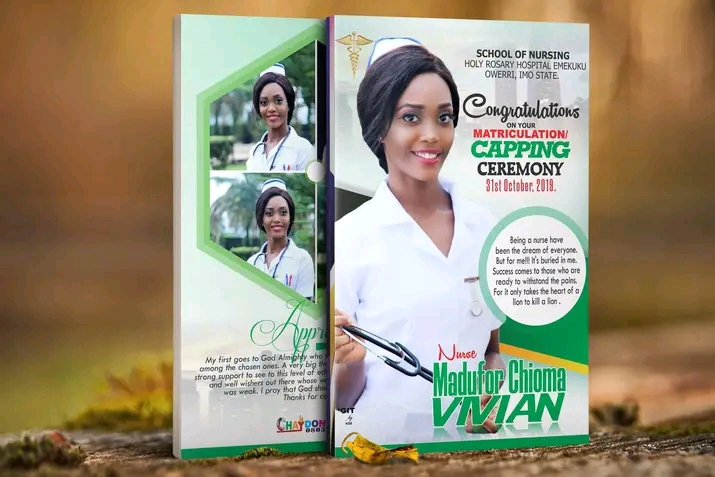 My first goes to God Almighty who
among the chosen ones. A very big
strong support to see to this level of
and well wishers out there whose
was weak. I pray that God
Thanks for
CHAYDON
SCHOOL OF NURSING
HOLY ROSARY HOSPITAL EMEKUKU
OWERRI, IMO STATE.
Congratulations
ON YOUR
MATRICULATION/
CAPPING
CEREMONY
31st October, 2019.
Being a nurse have
been the dream of everyone.
But for me!!! It's buried in me.
Success comes to those who are
ready to withstand the pains.
For it only takes the heart of a
lion to kill a lion .
Nurse
Madufor Chioma
VIVIAN